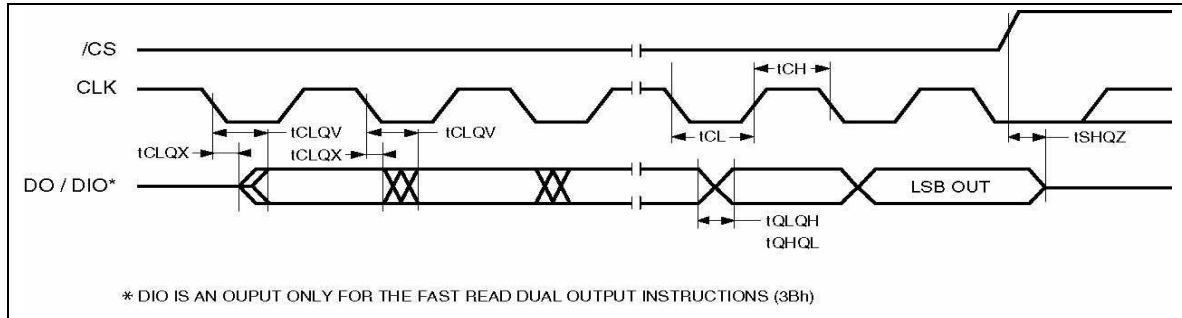 /CS
CLK
tCH
tCLQV
tCLQV
tCL
tSHQZ
tCLQX
tCLQX
DO / DIO*
LSB OUT
tQLQH
tQHQL
* DIO IS AN OUPUT ONLY FOR THE FAST READ DUAL OUTPUT INSTRUCTIONS (3Bh)